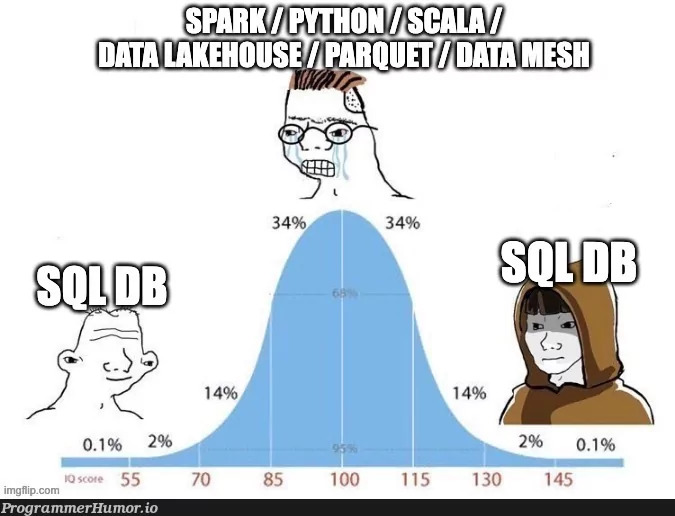 SPARK / PYTHON / SCALA /
DATA LAKEHOUSE / PARQUET / DATA MESH
34% 34%
SQL DB
SQL DB
68%
14% 14%
95%
0.1% 2% 2% 0.1%
IQ score 55 70 85 100 115 130 145
imgflip.com
ProgrammerHumor.io